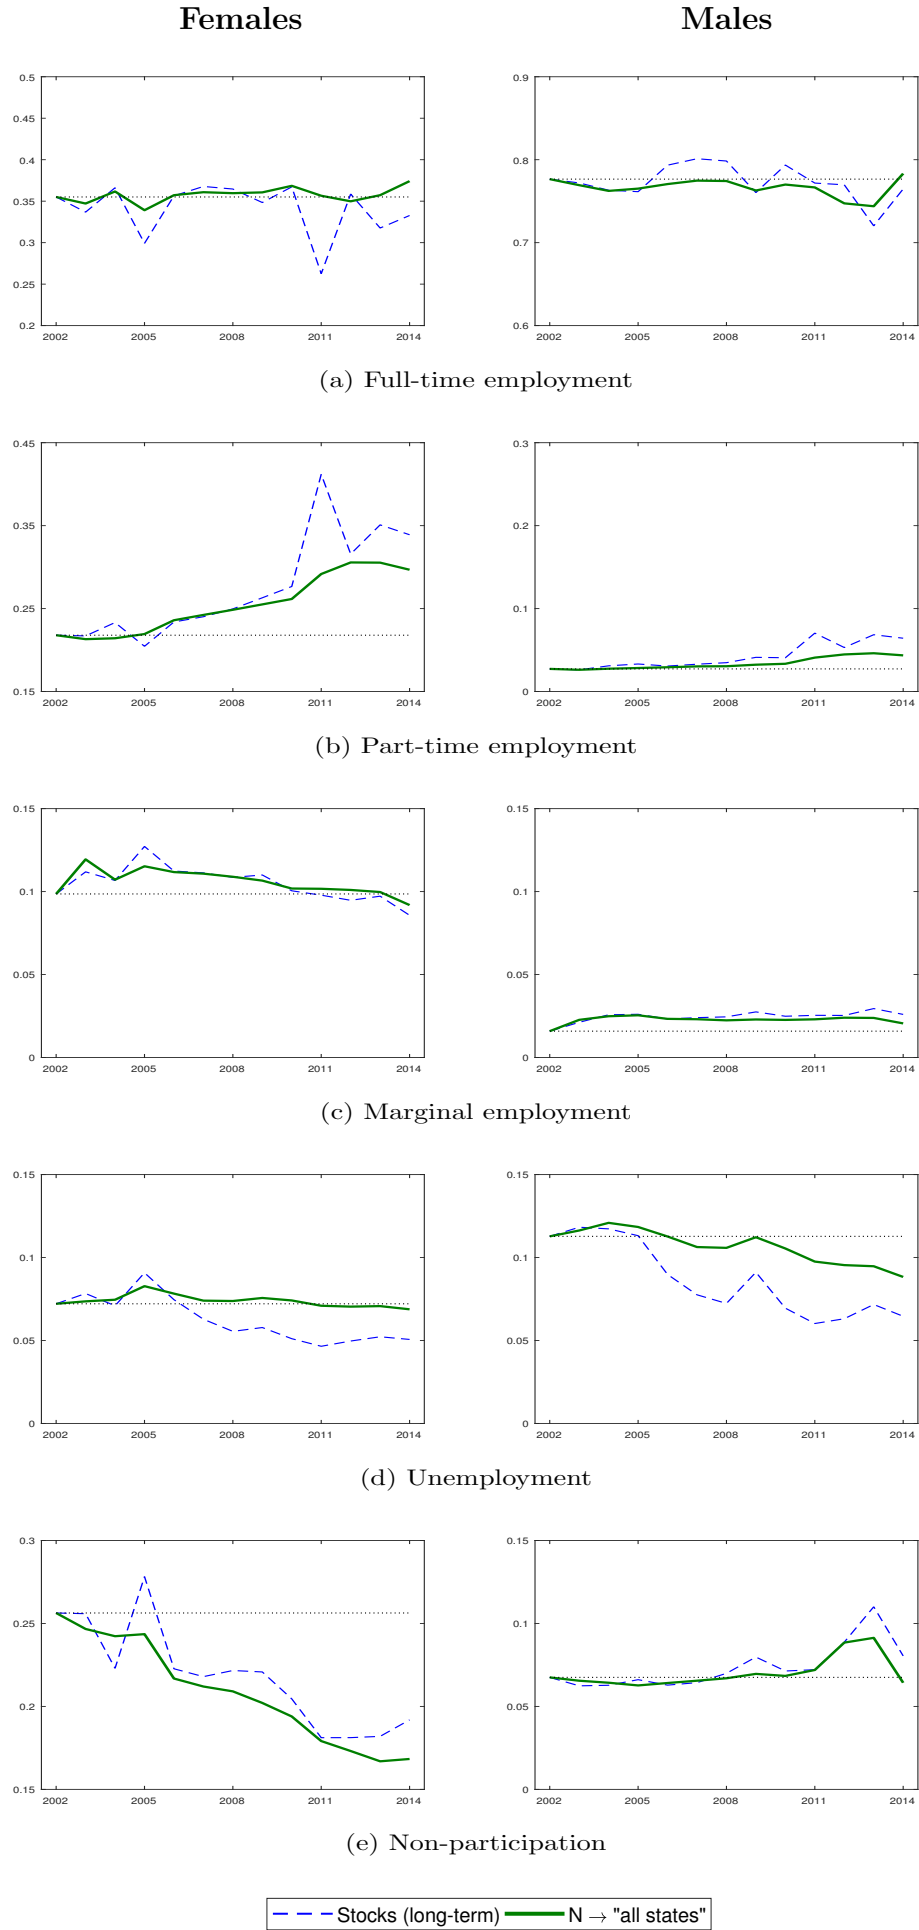 Females Males
0.5
0.45
0.4
0.35
0.3
0.25
0.2
2002 2005 2008 2011 2014
0.9
0.8
0.7
0.6
2002 2005 2008 2011 2014
(a) Full-time employment
0.45
0.35
0.25
0.15
2002 2005 2008 2011 2014
0.3
0.2
0.1
0
2002 2005 2008 2011 2014
(b) Part-time employment
0.15
0.1
0.05
0
2002 2005 2008 2011 2014
0.15
0.1
0.05
0
2002 2005 2008 2011 2014
(c) Marginal employment
0.15
0.1
0.05
0
2002 2005 2008 2011 2014
0.15
0.1
0.05
0
2002 2005 2008 2011 2014
(d) Unemployment
0.3
0.25
0.2
0.15
2002 2005 2008 2011 2014
0.15
0.1
0.05
0
2002 2005 2008 2011 2014
(e) Non-participation
Stocks (long-term) N → "all states"